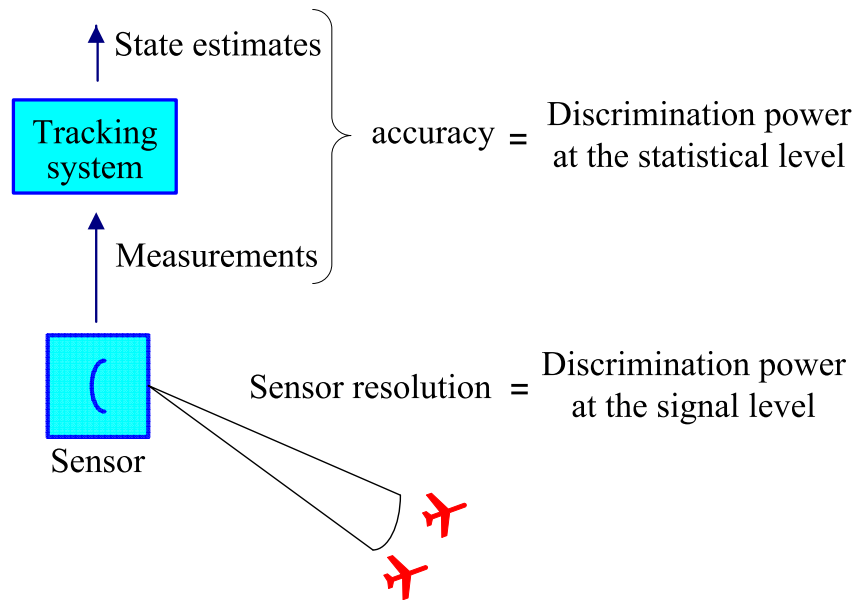 State estimates
Tracking
system
accuracy = Discrimination power
at the statistical level
Measurements
Sensor resolution = Discrimination power
at the signal level
Sensor